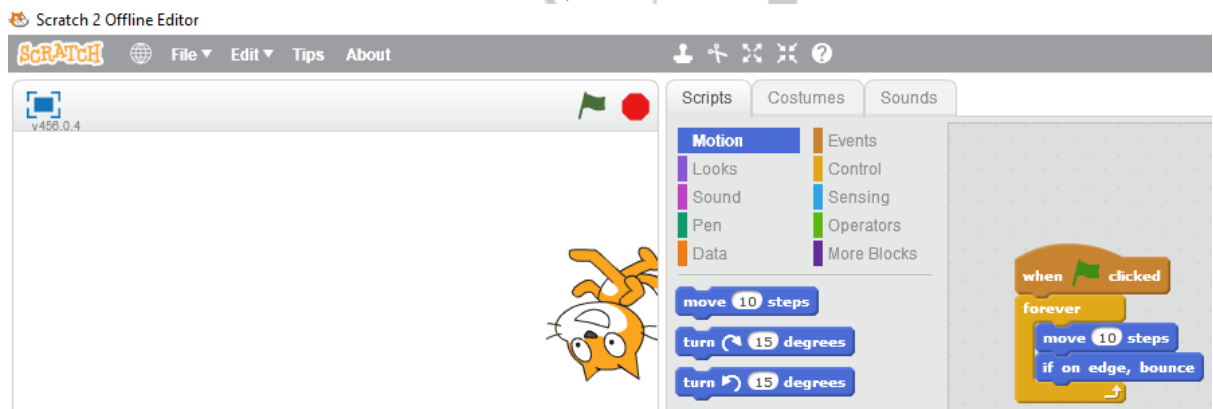 Scratch 2 Offline Editor
SCRATCH File Edit Tips About
v456.0.4
Scripts Costumes Sounds
Motion Events
Looks Control
Sound Sensing
Pen Operators
Data More Blocks
move 10 steps
turn 15 degrees
turn 15 degrees
when clicked
forever
move 10 steps
if on edge, bounce